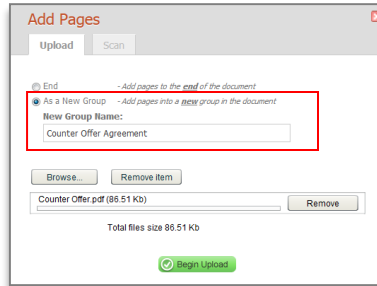 Add Pages
Upload Scan
End - Add pages to the end of the document
As a New Group - Add pages into a new group in the document
New Group Name:
Counter Offer Agreement
Browse... Remove item
Counter Offer.pdf (86.51 Kb) Remove
Total files size 86.51 Kb
Begin Upload